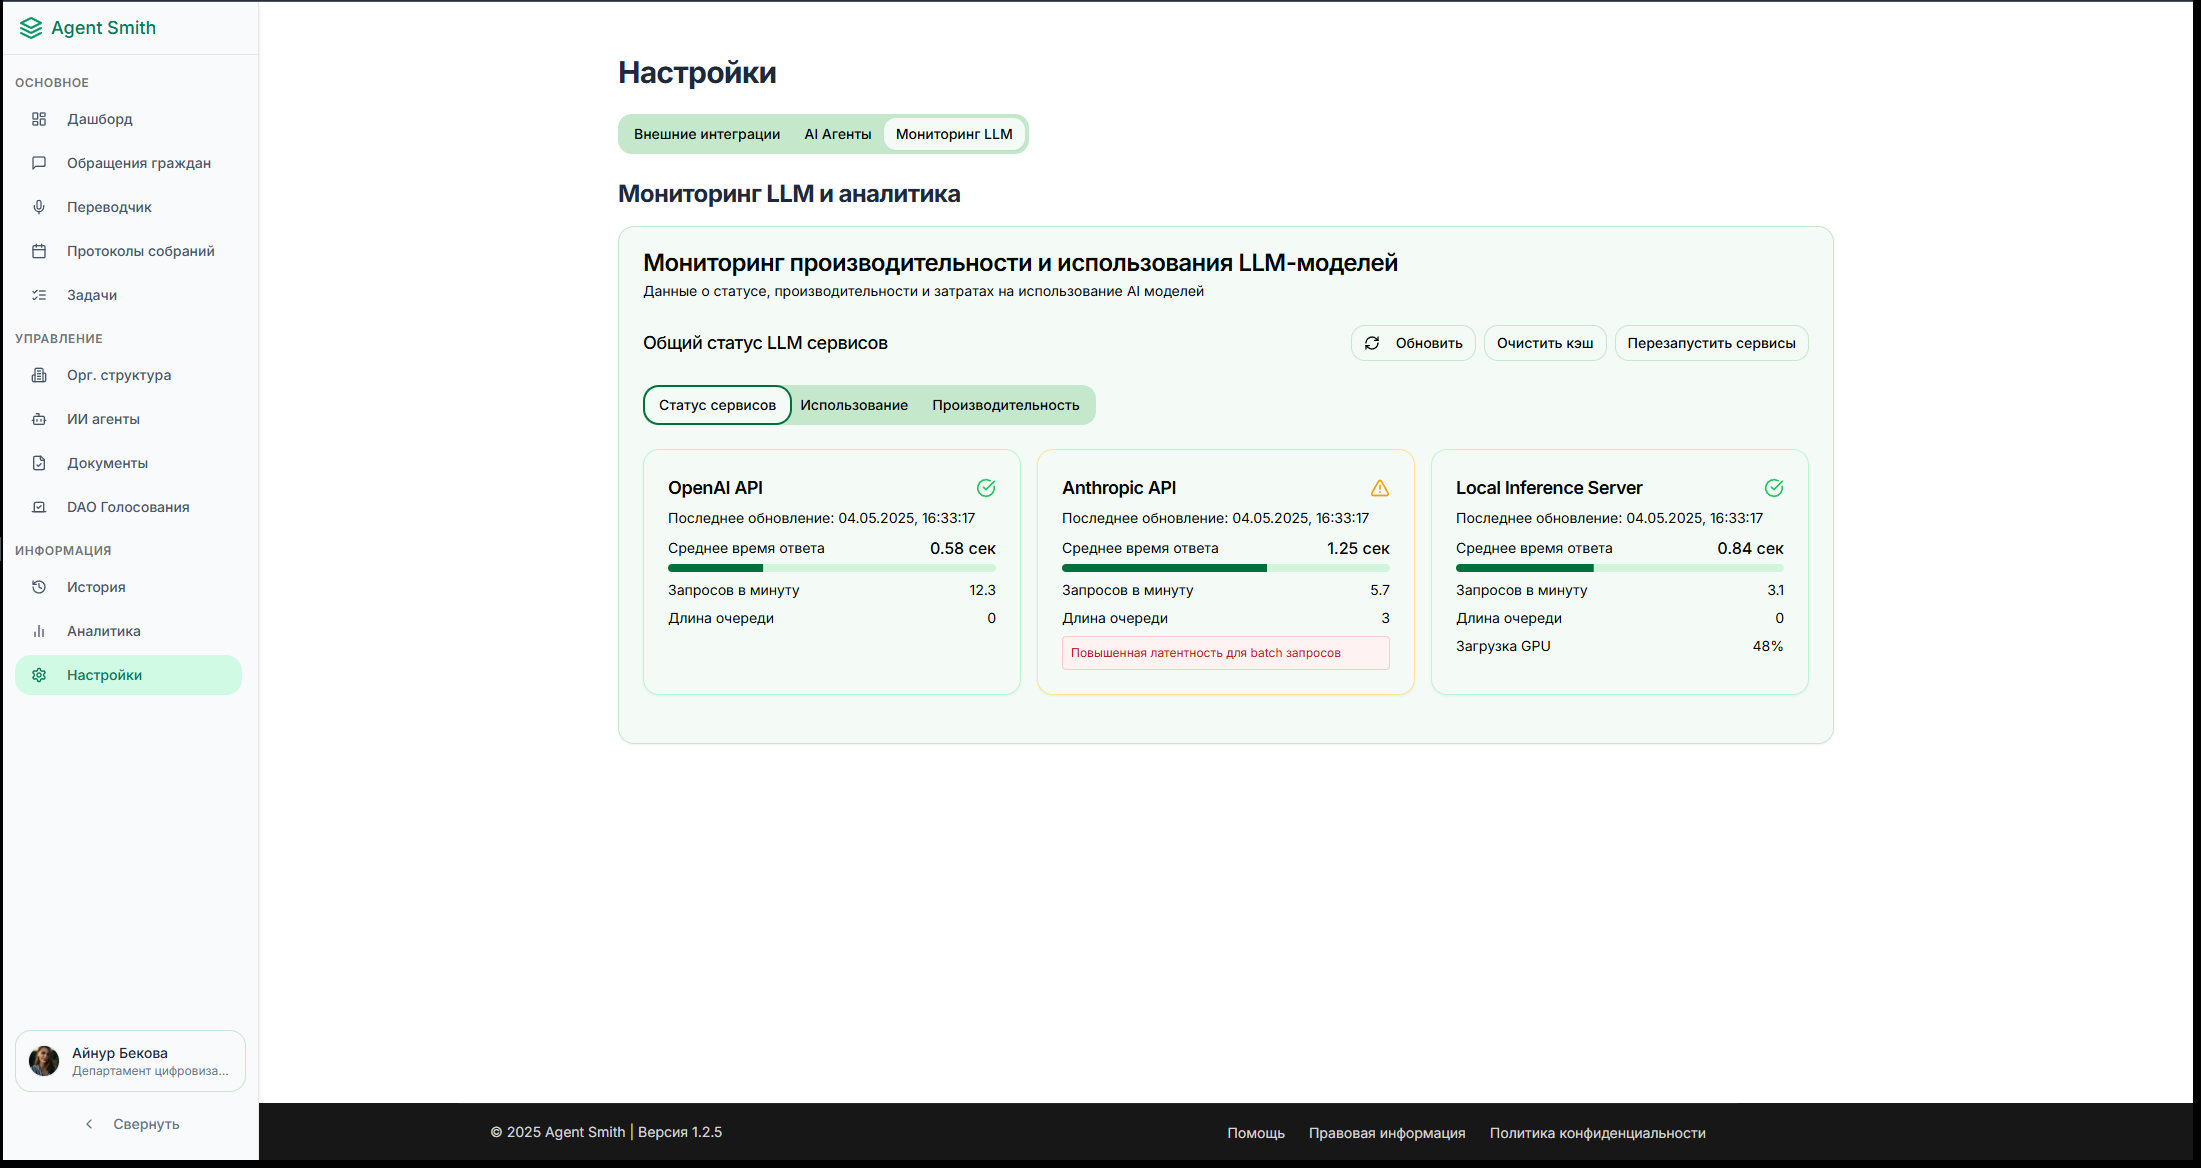 Agent Smith
ОСНОВНОЕ
Дашборд
Обращения граждан
Переводчик
Протоколы собраний
Задачи
УПРАВЛЕНИЕ
Орг. структура
ИИ агенты
Документы
DAO Голосования
ИНФОРМАЦИЯ
История
Аналитика
Настройки
Айнур Бекова
Департамент цифровиза...
Свернуть
Настройки
Внешние интеграции AI Агенты Мониторинг LLM
Мониторинг LLM и аналитика
Мониторинг производительности и использования LLM-моделей
Данные о статусе, производительности и затратах на использование AI моделей
Общий статус LLM сервисов
Обновить Очистить кэш Перезапустить сервисы
Статус сервисов Использование Производительность
OpenAI API
Последнее обновление: 04.05.2025, 16:33:17
Среднее время ответа 0.58 сек
Запросов в минуту 12.3
Длина очереди 0
Anthropic API
Последнее обновление: 04.05.2025, 16:33:17
Среднее время ответа 1.25 сек
Запросов в минуту 5.7
Длина очереди 3
Повышенная латентность для batch запросов
Local Inference Server
Последнее обновление: 04.05.2025, 16:33:17
Среднее время ответа 0.84 сек
Запросов в минуту 3.1
Длина очереди 0
Загрузка GPU 48%
© 2025 Agent Smith | Версия 1.2.5
Помощь Правовая информация Политика конфиденциальности